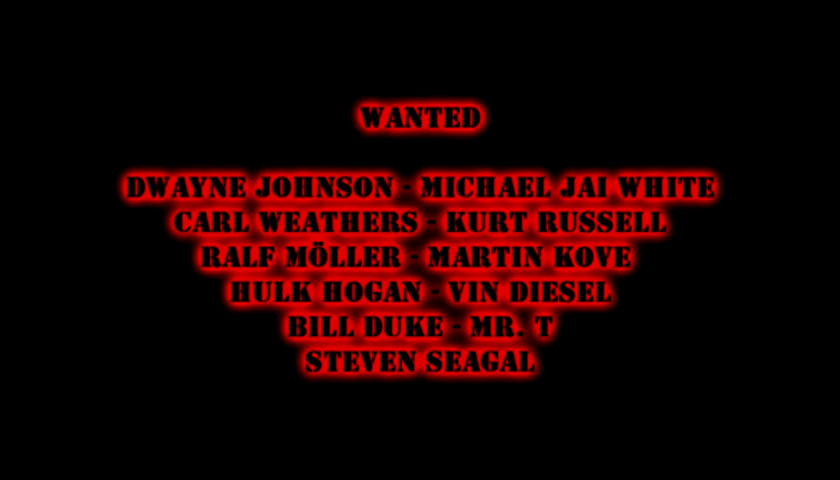 WANTED
DWAYNE JOHNSON - MICHAEL JAI WHITE
CARL WEATHERS - KURT RUSSELL
RALF MÖLLER - MARTIN KOVE
HULK HOGAN - VIN DIESEL
BILL DUKE - MR. T
STEVEN SEAGAL